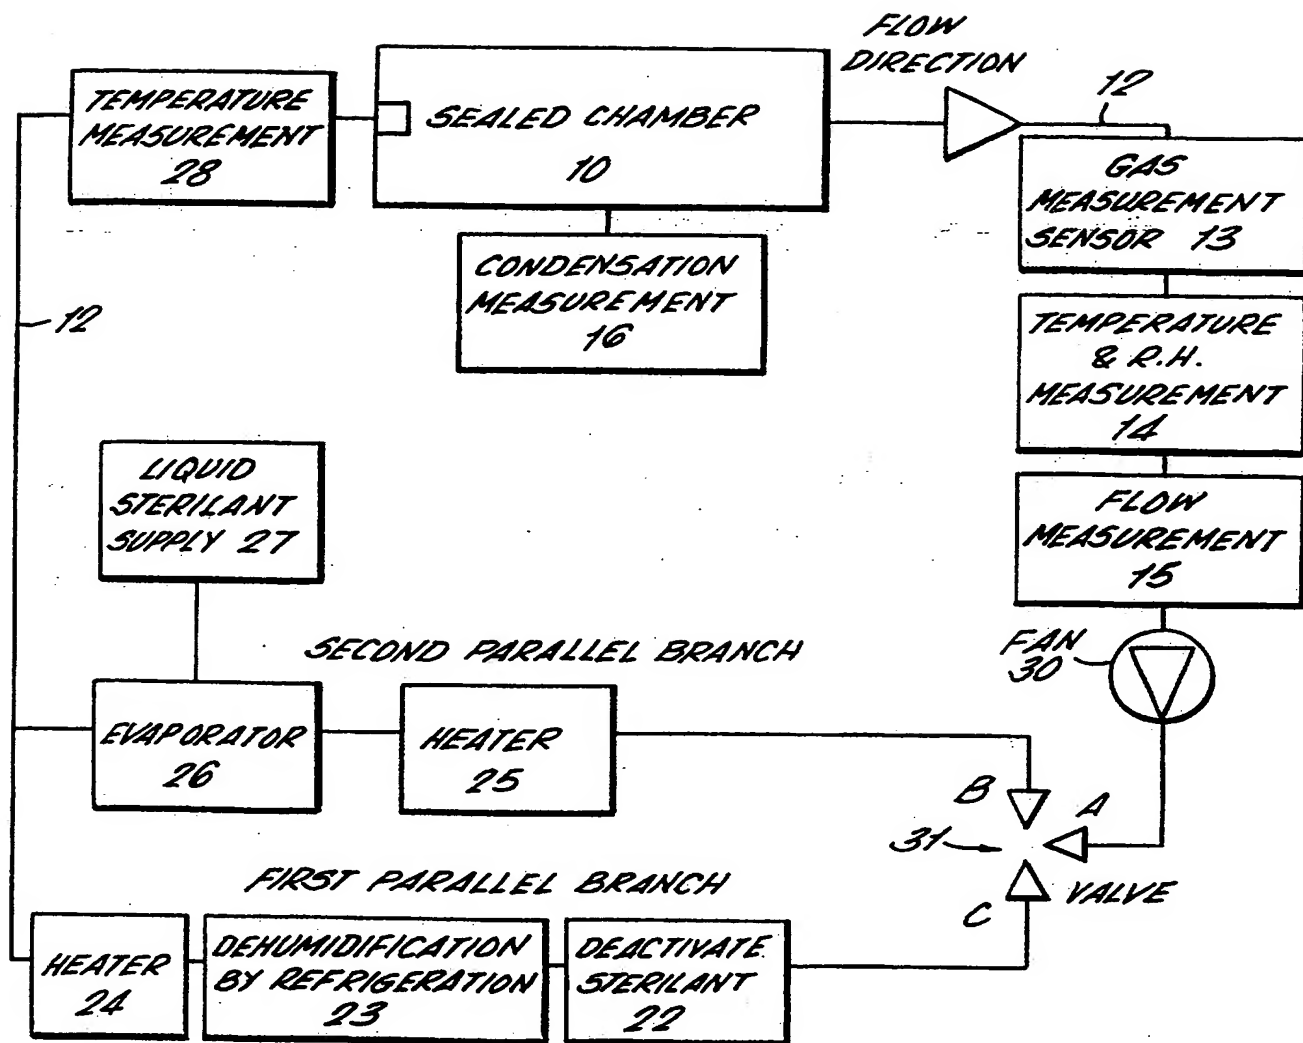 FLOW
DIRECTION
12
TEMPERATURE
MEASUREMENT
28
SEALED CHAMBER
10
GAS
MEASUREMENT
SENSOR 13
CONDENSATION
MEASUREMENT
16
12
TEMPERATURE
& R.H.
MEASUREMENT
14
LIQUID
STERILANT
SUPPLY 27
FLOW
MEASUREMENT
15
SECOND PARALLEL BRANCH
FAN
30
EVAPORATOR
26
HEATER
25
B
A
31
FIRST PARALLEL BRANCH
C
VALVE
HEATER
24
DEHUMIDIFICATION
BY REFRIGERATION
23
DEACTIVATE
STERILANT
22